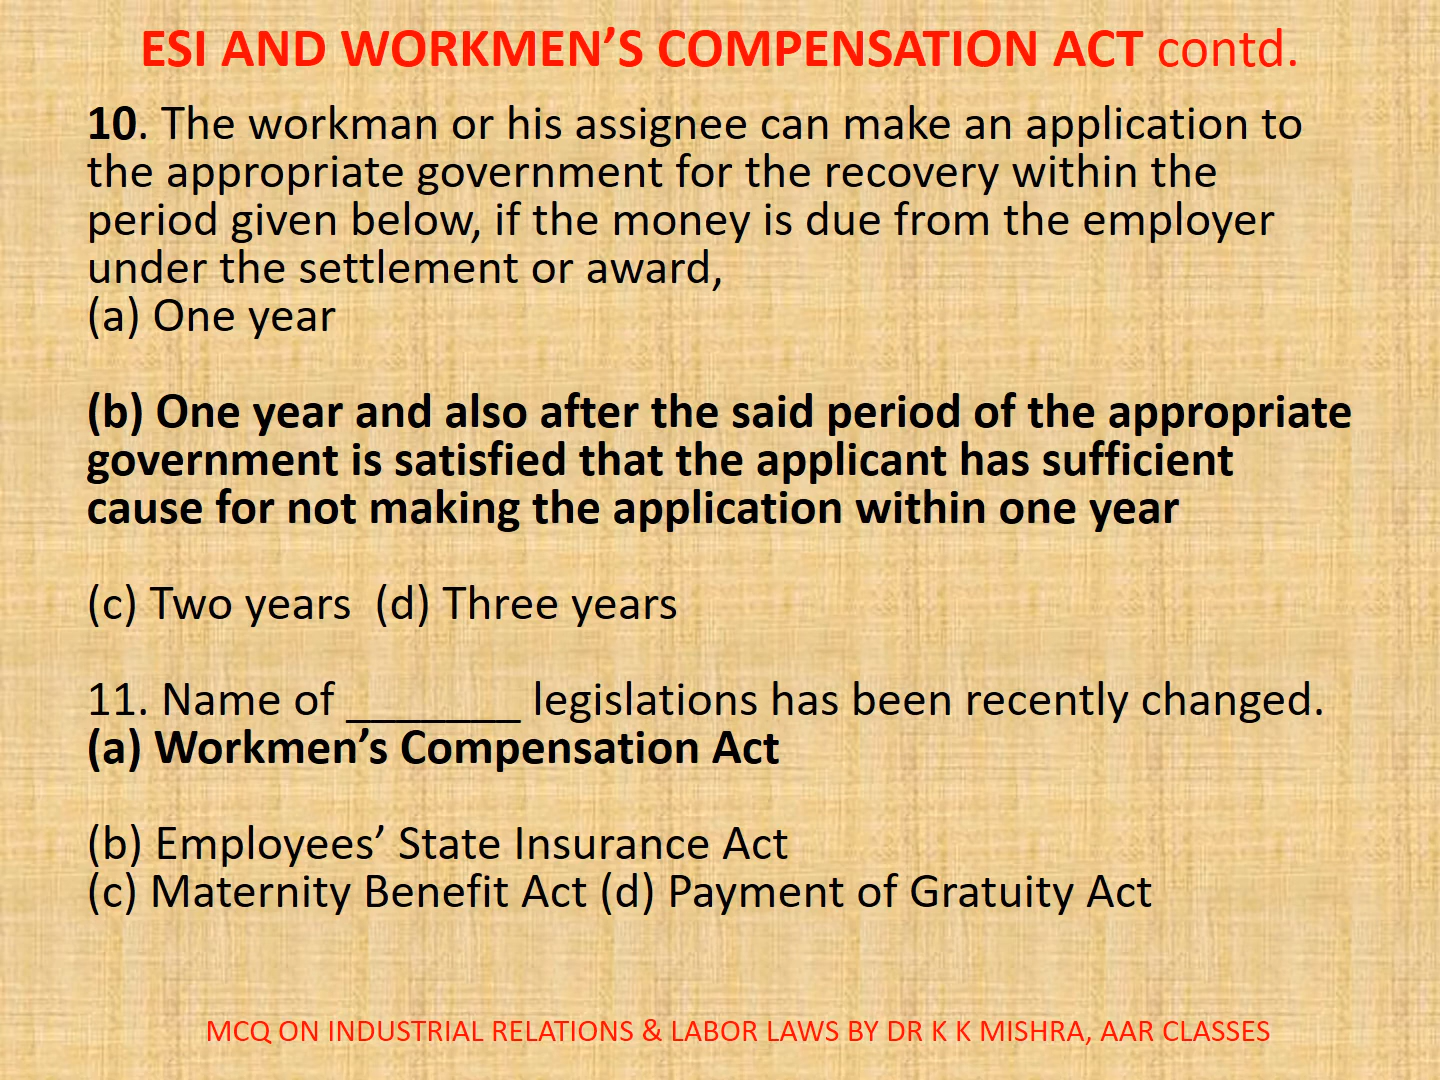 ESI AND WORKMEN’S COMPENSATION ACT contd.
10. The workman or his assignee can make an application to
the appropriate government for the recovery within the
period given below, if the money is due from the employer
under the settlement or award,
(a) One year
(b) One year and also after the said period of the appropriate
government is satisfied that the applicant has sufficient
cause for not making the application within one year
(c) Two years  (d) Three years
11. Name of _______ legislations has been recently changed.
(a) Workmen’s Compensation Act
(b) Employees’ State Insurance Act
(c) Maternity Benefit Act (d) Payment of Gratuity Act
MCQ ON INDUSTRIAL RELATIONS & LABOR LAWS BY DR K K MISHRA, AAR CLASSES